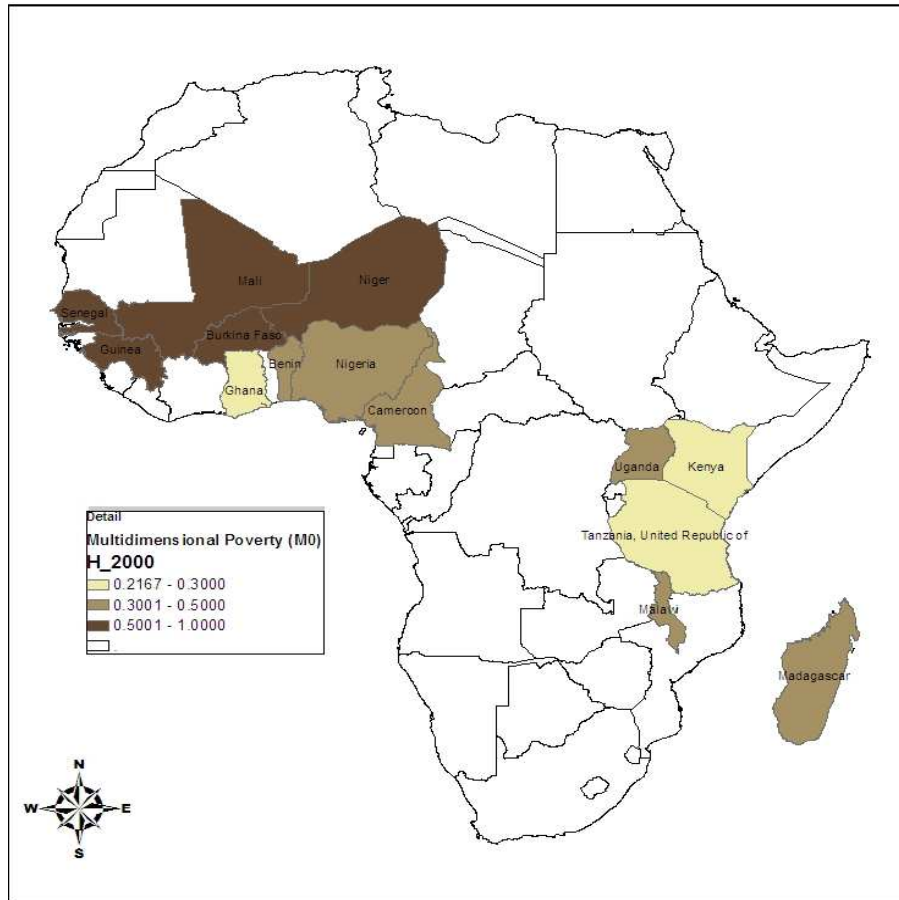 Mali
Niger
Senegal
Burkina Faso
Guinea
Benin
Nigeria
Ghana
Cameroon
Uganda
Kenya
Tanzania, United Republic of
Malawi
Madagascar
Detail
Multidimensional Poverty (M0)
H_2000
0.2167 - 0.3000
0.3001 - 0.5000
0.5001 - 1.0000
.
N
W E
S